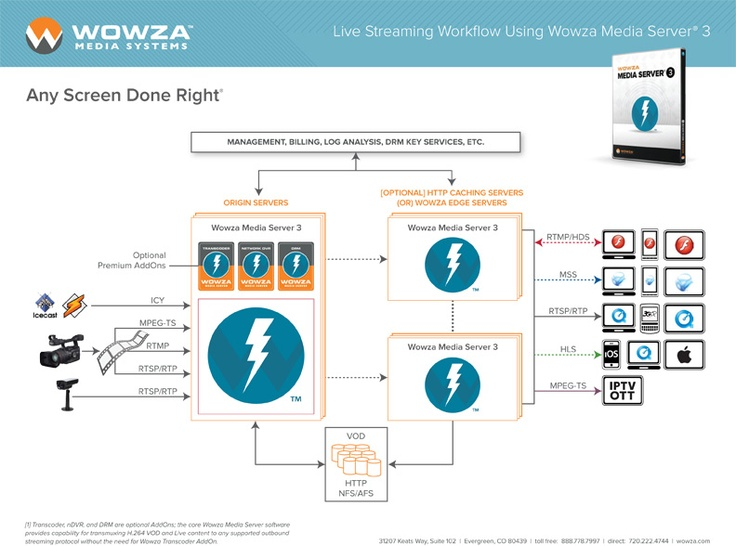 WOWZA™
MEDIA SYSTEMS
Live Streaming Workflow Using Wowza Media Server® 3
Any Screen Done Right®
WOWZA
MEDIA SERVER 3
WOWZA
MANAGEMENT, BILLING, LOG ANALYSIS, DRM KEY SERVICES, ETC.
ORIGIN SERVERS
[OPTIONAL] HTTP CACHING SERVERS
(OR) WOWZA EDGE SERVERS
Wowza Media Server 3
Optional
Premium AddOns
TRANSCODER
NETWORK DVR
DRM
WOWZA
WOWZA
WOWZA
Wowza Media Server 3
TM
Wowza Media Server 3
TM
TM
Icecast
ICY
MPEG-TS
RTMP
RTSP/RTP
RTSP/RTP
RTMP/HDS
MSS
RTSP/RTP
3GPP
HLS
iOS
MPEG-TS
IPTV
OTT
VOD
HTTP
NFS/AFS
[1] Transcoder, nDVR, and DRM are optional AddOns; the core Wowza Media Server software
provides capability for transmuxing H.264 VOD and Live content to any supported outbound
streaming protocol without the need for Wowza Transcoder AddOn.
31207 Keats Way, Suite 102 | Evergreen, CO 80439 | toll free: 888.778.7997 | direct: 720.222.4744 | wowza.com